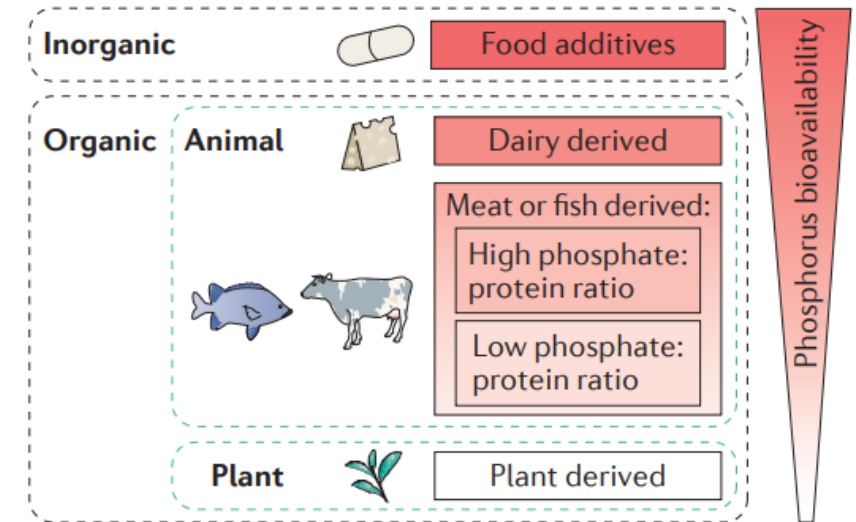 Inorganic
Food additives
Organic
Animal
Dairy derived
Meat or fish derived:
High phosphate:
protein ratio
Low phosphate:
protein ratio
Plant
Plant derived
Phosphorus bioavailability